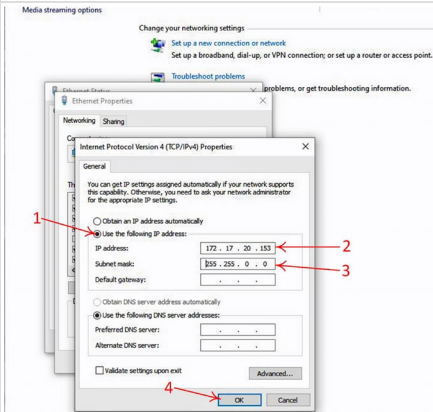 Media streaming options
Change your networking settings
Set up a new connection or network
Set up a broadband, dial-up, or VPN connection; or set up a router or access point.
Troubleshoot problems
problems, or get troubleshooting information.
Ethernet Status
Ethernet Properties
Networking Sharing
Internet Protocol Version 4 (TCP/IPv4) Properties
General
You can get IP settings assigned automatically if your network supports
this capability. Otherwise, you need to ask your network administrator
for the appropriate IP settings.
Obtain an IP address automatically
1 Use the following IP address:
IP address: 172 . 17 . 20 . 153 2
Subnet mask: 255 . 255 . 0 . 0 3
Default gateway: . . .
Obtain DNS server address automatically
Use the following DNS server addresses:
Preferred DNS server: . . .
Alternate DNS server: . . .
Validate settings upon exit Advanced...
4 OK Cancel